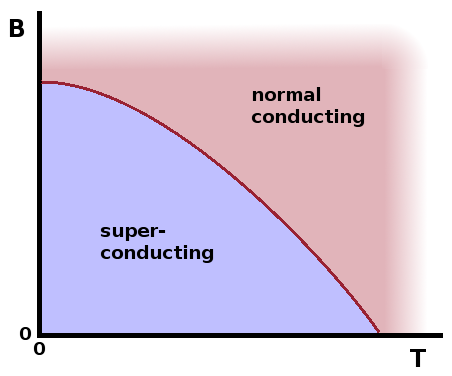 B
normal
conducting
super-
conducting
0
0
T